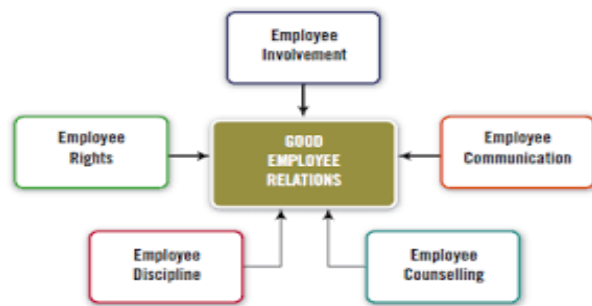 Employee
Involvement
Employee
Rights
GOOD
EMPLOYEE
RELATIONS
Employee
Communication
Employee
Discipline
Employee
Counselling